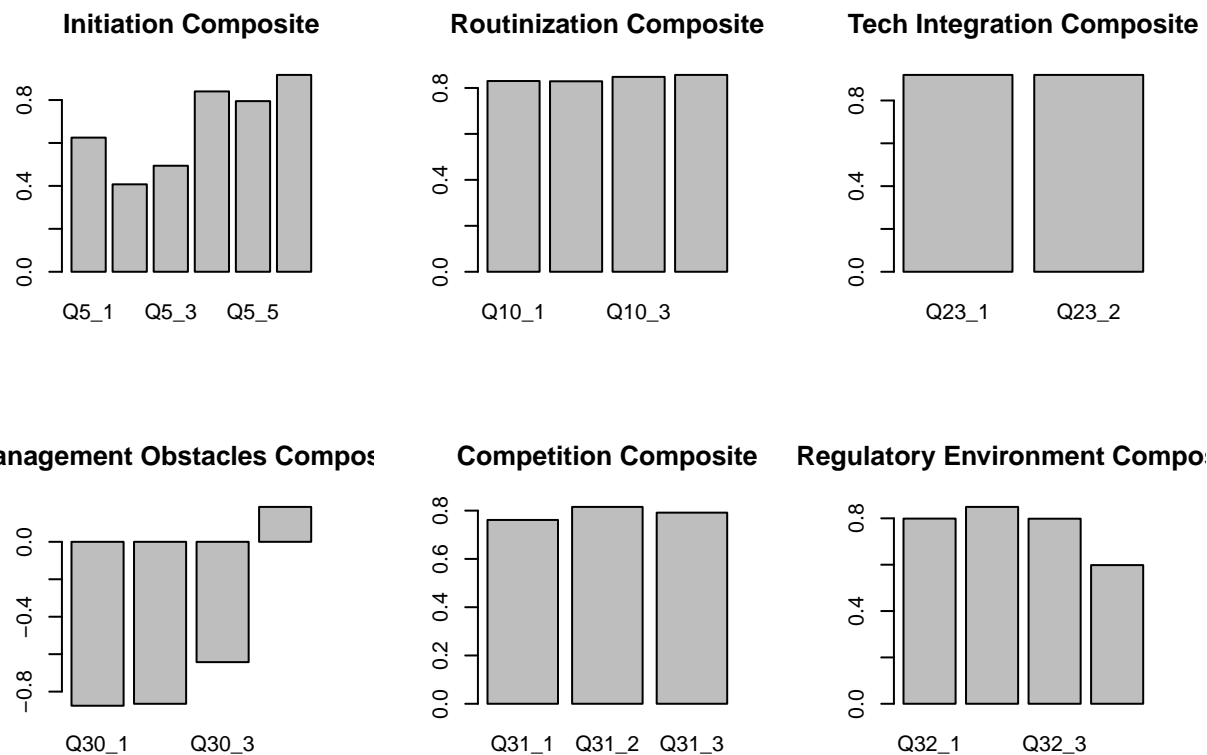 Initiation Composite
0.0 0.4 0.8
Q5_1 Q5_3 Q5_5
Routinization Composite
0.0 0.4 0.8
Q10_1 Q10_3
Tech Integration Composite
0.0 0.4 0.8
Q23_1 Q23_2
anagement Obstacles Compos
−0.8 −0.4 0.0
Q30_1 Q30_3
Competition Composite
0.0 0.2 0.4 0.6 0.8
Q31_1 Q31_2 Q31_3
Regulatory Environment Compos
0.0 0.4 0.8
Q32_1 Q32_3